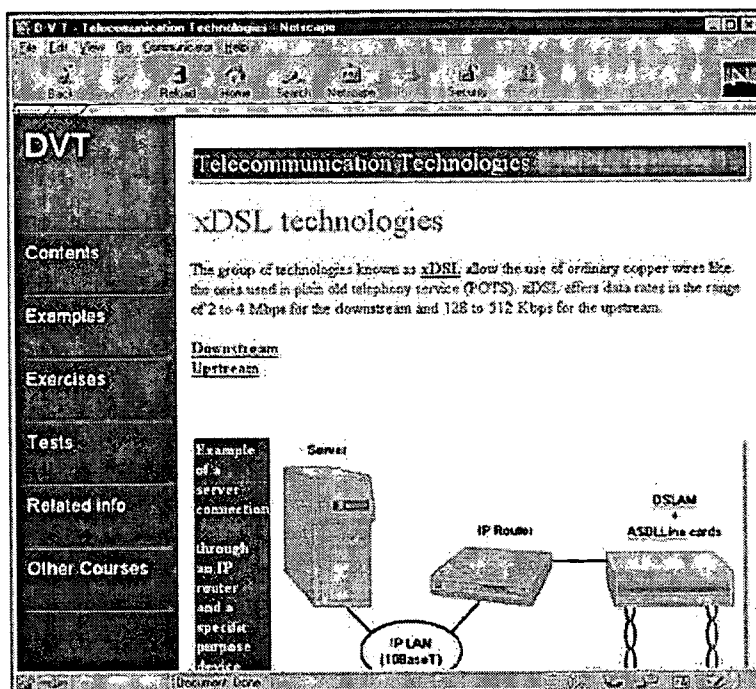 D V T - Telecommunication Technologies - Netscape
File Edit View Go Communicator Help
Back Reload Home Search Netscape Security
DVT
Contents
Examples
Exercises
Tests
Related info
Other Courses
Telecommunication Technologies
xDSL technologies
The group of technologies known as xDSL allow the use of ordinary copper wires like
the ones used in plain old telephony service (POTS). xDSL offers data rates in the range
of 2 to 4 Mbps for the downstream and 128 to 512 Kbps for the upstream.
Downstream
Upstream
Example
of a
server
connection
through
an IP
router
and a
specific
purpose
device
Server
IP Router
DSLAM
+
ASDLLine cards
IP LAN
(10BaseT)
Document: Done